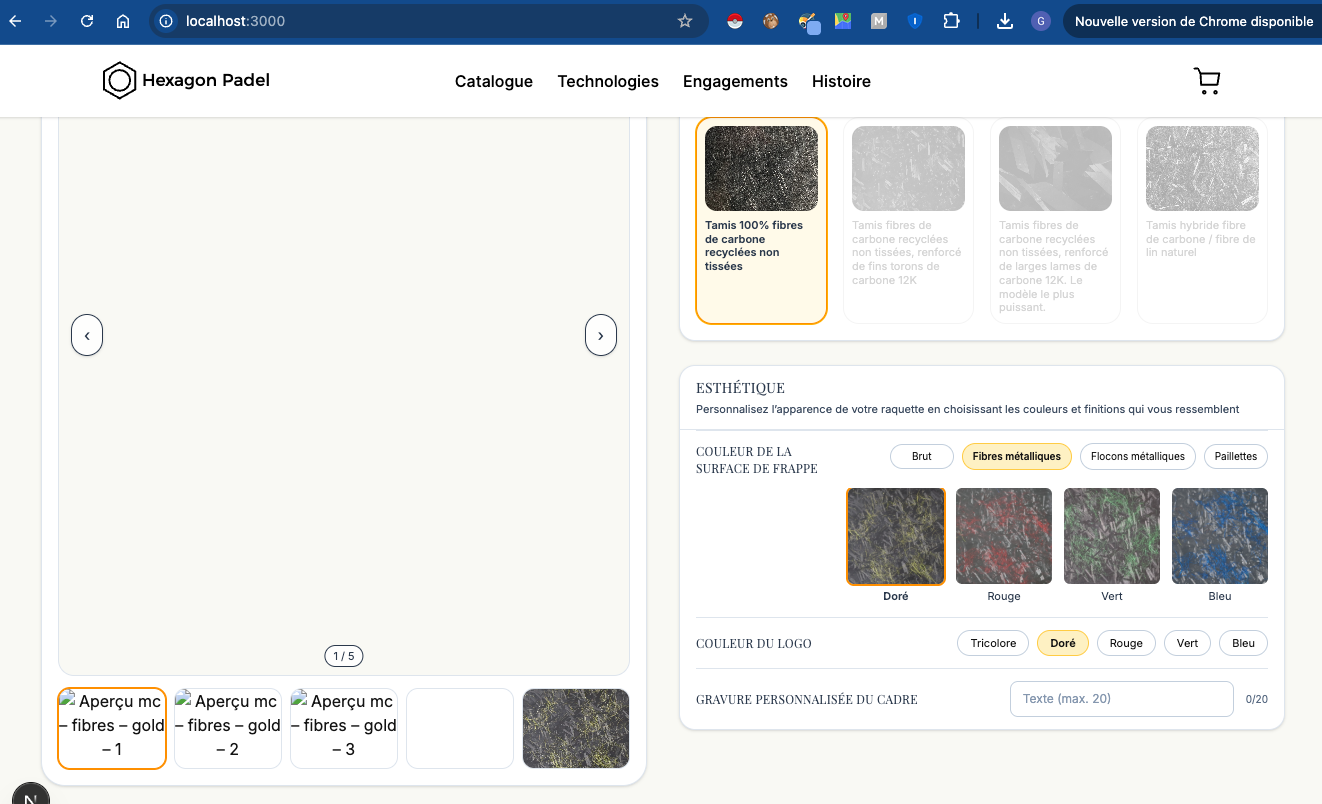 localhost:3000
M
I
G
Nouvelle version de Chrome disponible
Hexagon Padel
Catalogue
Technologies
Engagements
Histoire
‹
›
1 / 5
Aperçu mc
– fibres – gold
– 1
Aperçu mc
– fibres – gold
– 2
Aperçu mc
– fibres – gold
– 3
N
Tamis 100% fibres
de carbone
recyclées non
tissées
Tamis fibres de
carbone recyclées
non tissées, renforcé
de fins torons de
carbone 12K
Tamis fibres de
carbone recyclées
non tissées, renforcé
de larges lames de
carbone 12K. Le
modèle le plus
puissant.
Tamis hybride fibre
de carbone / fibre de
lin naturel
ESTHÉTIQUE
Personnalisez l’apparence de votre raquette en choisissant les couleurs et finitions qui vous ressemblent
COULEUR DE LA
SURFACE DE FRAPPE
Brut
Fibres métalliques
Flocons métalliques
Paillettes
Doré
Rouge
Vert
Bleu
COULEUR DU LOGO
Tricolore
Doré
Rouge
Vert
Bleu
GRAVURE PERSONNALISÉE DU CADRE
Texte (max. 20)
0/20